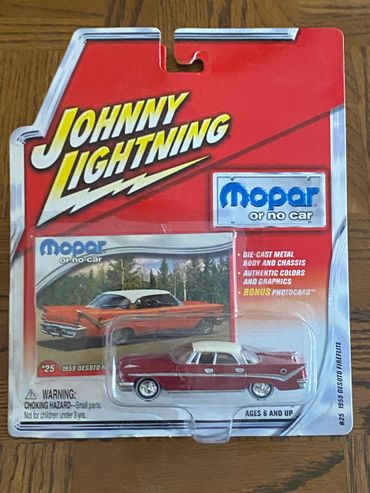 JOHNNY
LIGHTNING
Mopar
or no car
Mopar
or no car
• DIE-CAST METAL
BODY AND CHASSIS
• AUTHENTIC COLORS
AND GRAPHICS
• BONUS PHOTOCARD™
#25 1959 DESOTO
WARNING:
CHOKING HAZARD—Small parts.
Not for children under 3 yrs.
AGES 6 AND UP
#25 1959 DESOTO FIREFLITE